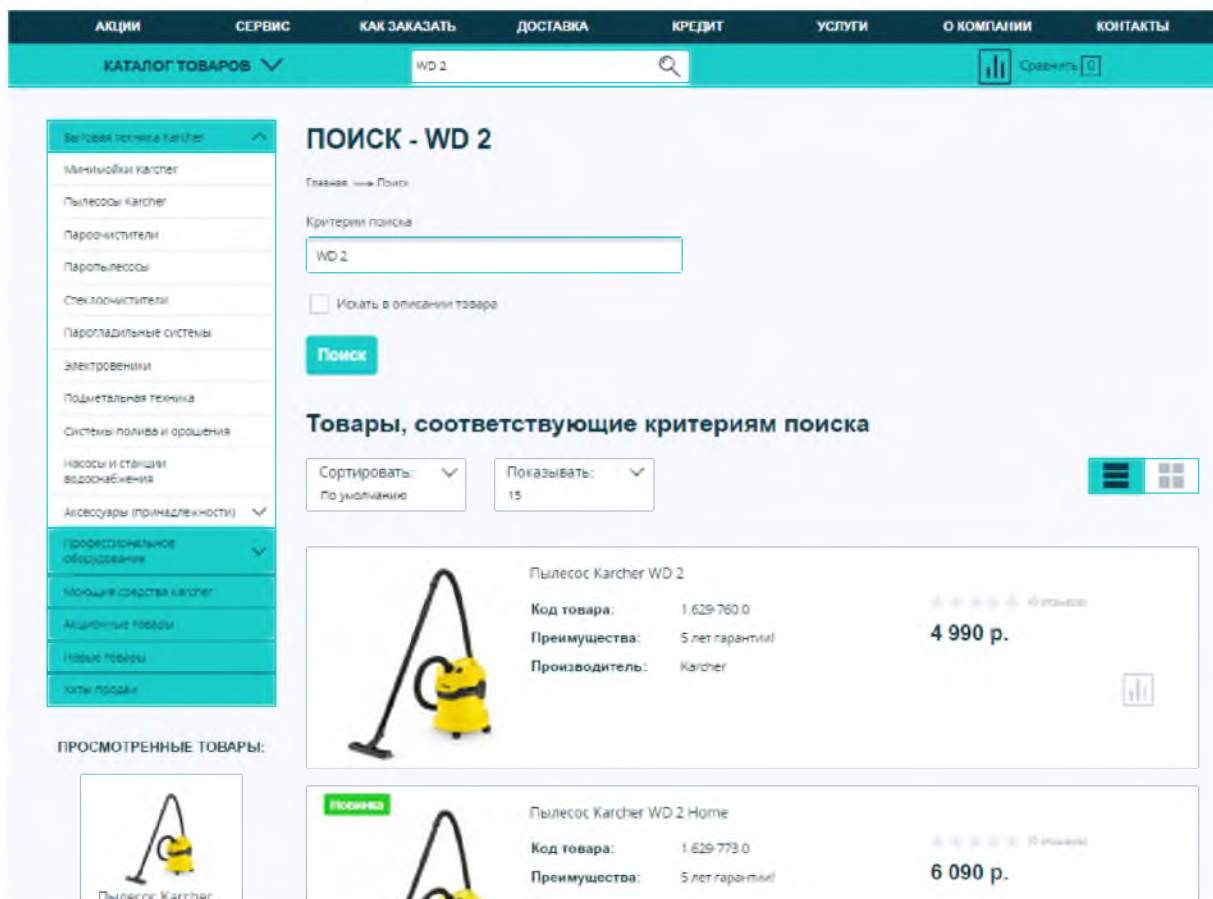 АКЦИИ СЕРВИС КАК ЗАКАЗАТЬ ДОСТАВКА КРЕДИТ УСЛУГИ О КОМПАНИИ КОНТАКТЫ
КАТАЛОГ ТОВАРОВ WD 2 Сравнить 0
Бытовая техника Karcher
Минимойки Karcher
Пылесосы Karcher
Пароочистители
Паропылесосы
Стеклоочистители
Парогладильные системы
Электровеники
Подметальная техника
Системы полива и орошения
Насосы и станции
водоснабжения
Аксессуары (принадлежности)
Профессиональное
оборудование
Моющие средства Karcher
Акционные товары
Новые товары
Хиты продаж
ПРОСМОТРЕННЫЕ ТОВАРЫ:
Пылесос Karcher
ПОИСК - WD 2
Главная Поиск
Критерии поиска
WD 2
Искать в описании товара
Поиск
Товары, соответствующие критериям поиска
Сортировать: Показывать:
По умолчанию 15
Пылесос Karcher WD 2
Код товара: 1.629-760.0
(0 отзывов)
Преимущества: 5 лет гарантии!
4 990 р.
Производитель: Karcher
Новинка
Пылесос Karcher WD 2 Home
Код товара: 1.629-773.0
(0 отзывов)
Преимущества: 5 лет гарантии!
6 090 р.